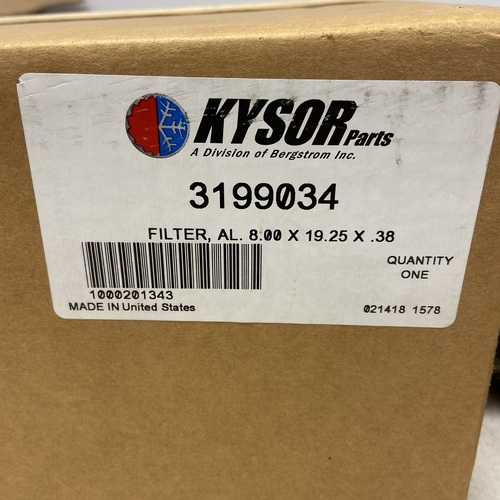 KYSOR Parts
A Division of Bergstrom Inc.
3199034
FILTER, AL. 8.00 X 19.25 X .38
QUANTITY
ONE
1000201343
MADE IN United States
021418 1578